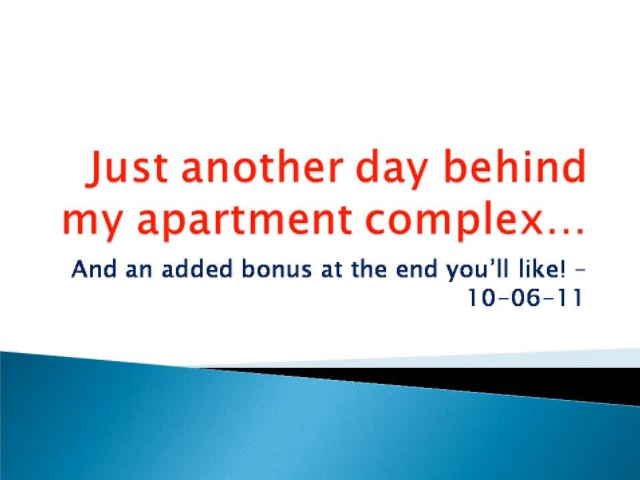 Just another day behind
my apartment complex…
And an added bonus at the end you’ll like! –
10-06-11